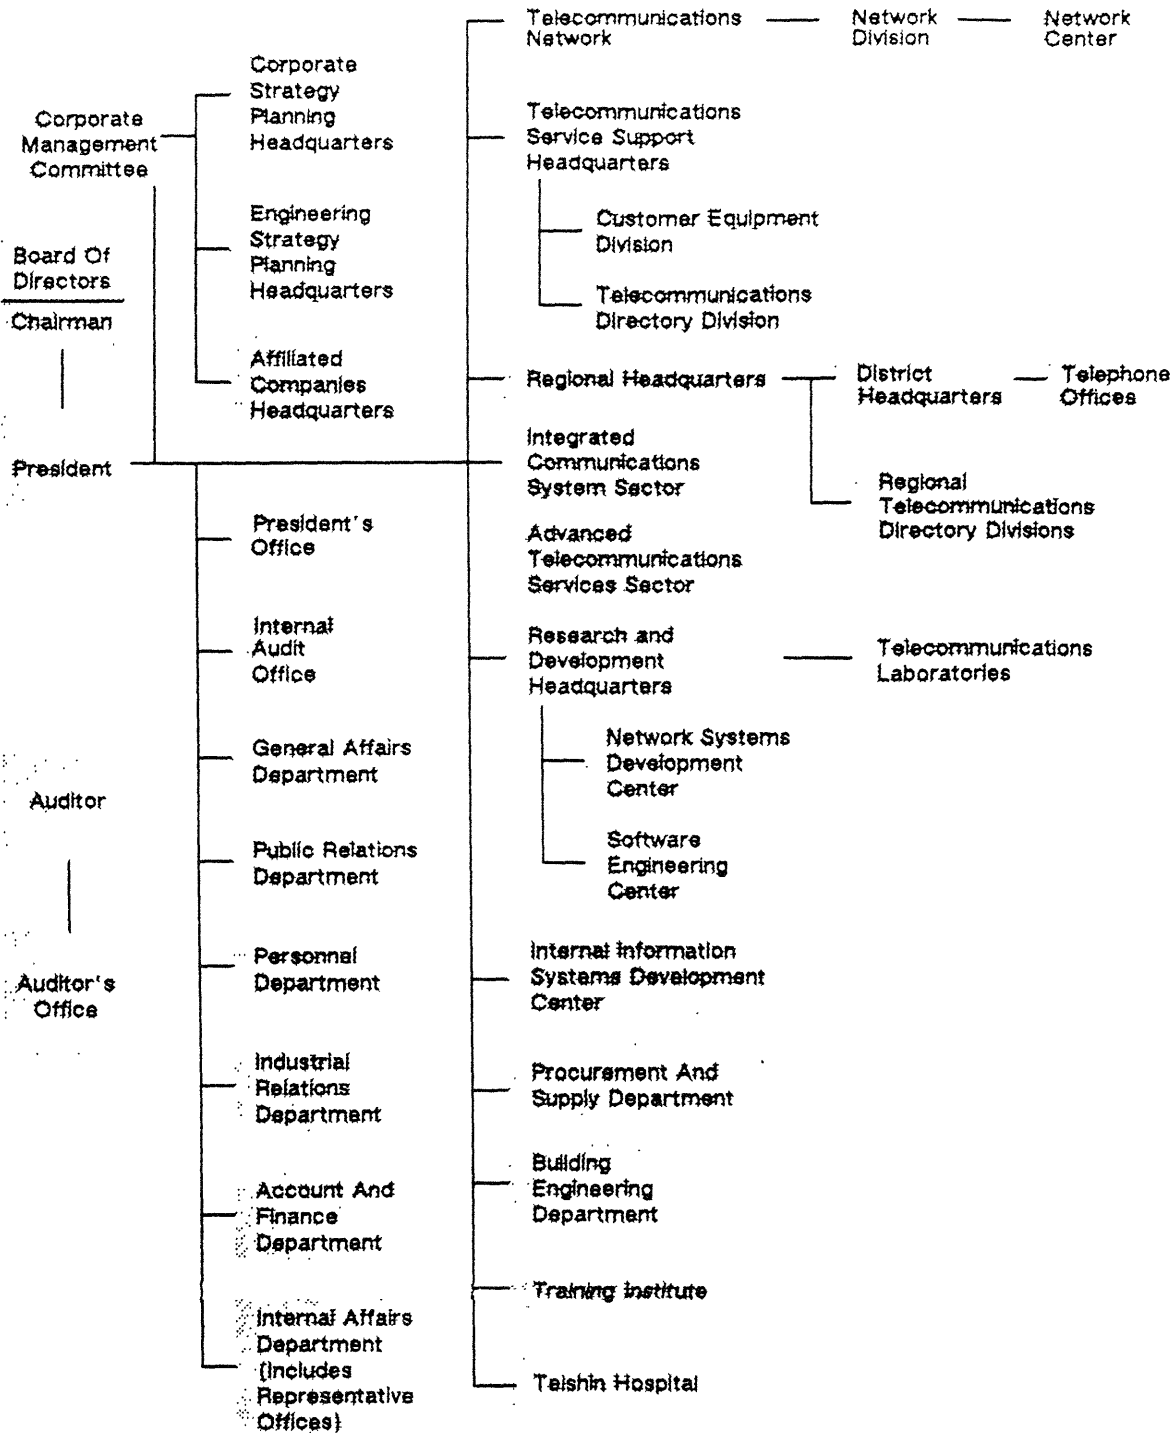 Corporate
Management
Committee
Board Of
Directors
Chairman
President
Auditor
Auditor's
Office
Corporate
Strategy
Planning
Headquarters
Engineering
Strategy
Planning
Headquarters
Affiliated
Companies
Headquarters
President's
Office
Internal
Audit
Office
General Affairs
Department
Public Relations
Department
Personnel
Department
Industrial
Relations
Department
Account And
Finance
Department
Internal Affairs
Department
(Includes
Representative
Offices)
Telecommunications
Network
Network
Division
Network
Center
Telecommunications
Service Support
Headquarters
Customer Equipment
Division
Telecommunications
Directory Division
Regional Headquarters
District
Headquarters
Telephone
Offices
Regional
Telecommunications
Directory Divisions
Integrated
Communications
System Sector
Advanced
Telecommunications
Services Sector
Research and
Development
Headquarters
Telecommunications
Laboratories
Network Systems
Development
Center
Software
Engineering
Center
Internal Information
Systems Development
Center
Procurement And
Supply Department
Building
Engineering
Department
Training Institute
Teishin Hospital